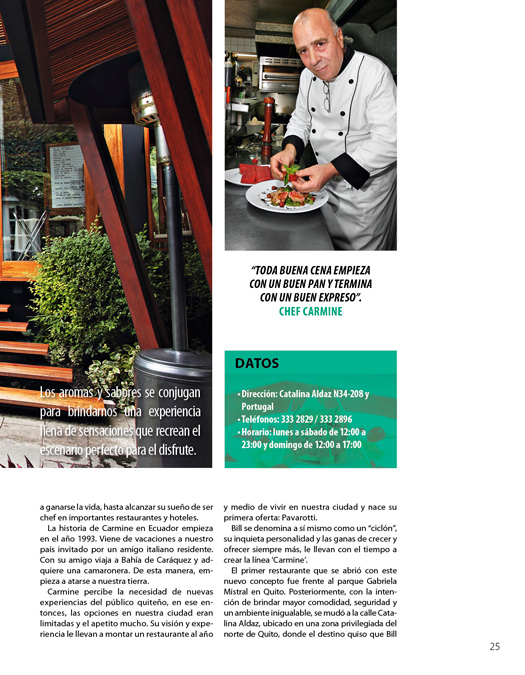 Los aromas y sabores se conjugan
para brindarnos una experiencia
llena de sensaciones que recrean el
escenario perfecto para el disfrute.
“TODA BUENA CENA EMPIEZA
CON UN BUEN PAN Y TERMINA
CON UN BUEN EXPRESO”.
CHEF CARMINE
DATOS
• Dirección: Catalina Aldaz N34-208 y
Portugal
• Teléfonos: 333 2829 / 333 2896
• Horario: lunes a sábado de 12:00 a
23:00 y domingo de 12:00 a 17:00
a ganarse la vida, hasta alcanzar su sueño de ser
chef en importantes restaurantes y hoteles.
La historia de Carmine en Ecuador empieza
en el año 1993. Viene de vacaciones a nuestro
país invitado por un amigo italiano residente.
Con su amigo viaja a Bahía de Caráquez y ad-
quiere una camaronera. De esta manera, em-
pieza a atarse a nuestra tierra.
Carmine percibe la necesidad de nuevas
experiencias del público quiteño, en ese en-
tonces, las opciones en nuestra ciudad eran
limitadas y el apetito mucho. Su visión y expe-
riencia le llevan a montar un restaurante al año
y medio de vivir en nuestra ciudad y nace su
primera oferta: Pavarotti.
Bill se denomina a sí mismo como un “ciclón”,
su inquieta personalidad y las ganas de crecer y
ofrecer siempre más, le llevan con el tiempo a
crear la línea ‘Carmine’.
El primer restaurante que se abrió con este
nuevo concepto fue frente al parque Gabriela
Mistral en Quito. Posteriormente, con la inten-
ción de brindar mayor comodidad, seguridad y
un ambiente inigualable, se mudó a la calle Cata-
lina Aldaz, ubicado en una zona privilegiada del
norte de Quito, donde el destino quiso que Bill
25